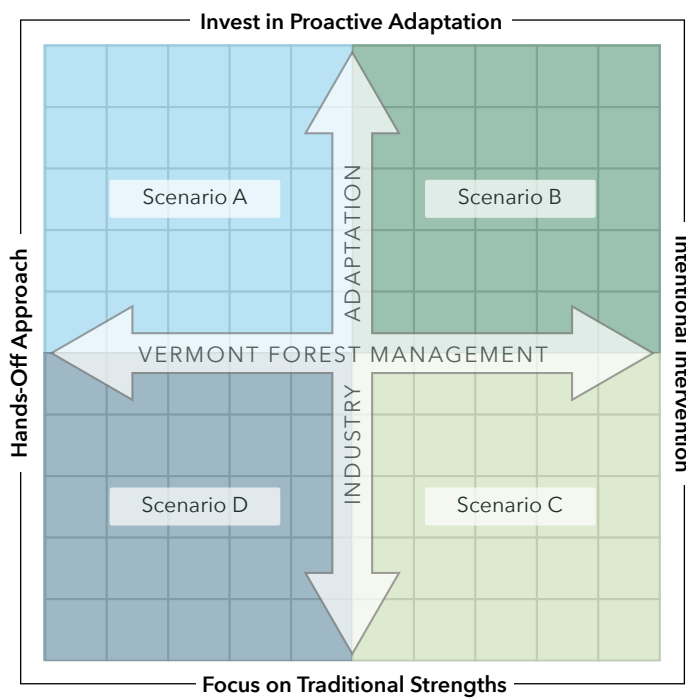 Invest in Proactive Adaptation
Scenario A
Scenario B
Hands-Off Approach
VERMONT FOREST MANAGEMENT
Intentional Intervention
INDUSTRY ADAPTATION
Scenario D
Scenario C
Focus on Traditional Strengths